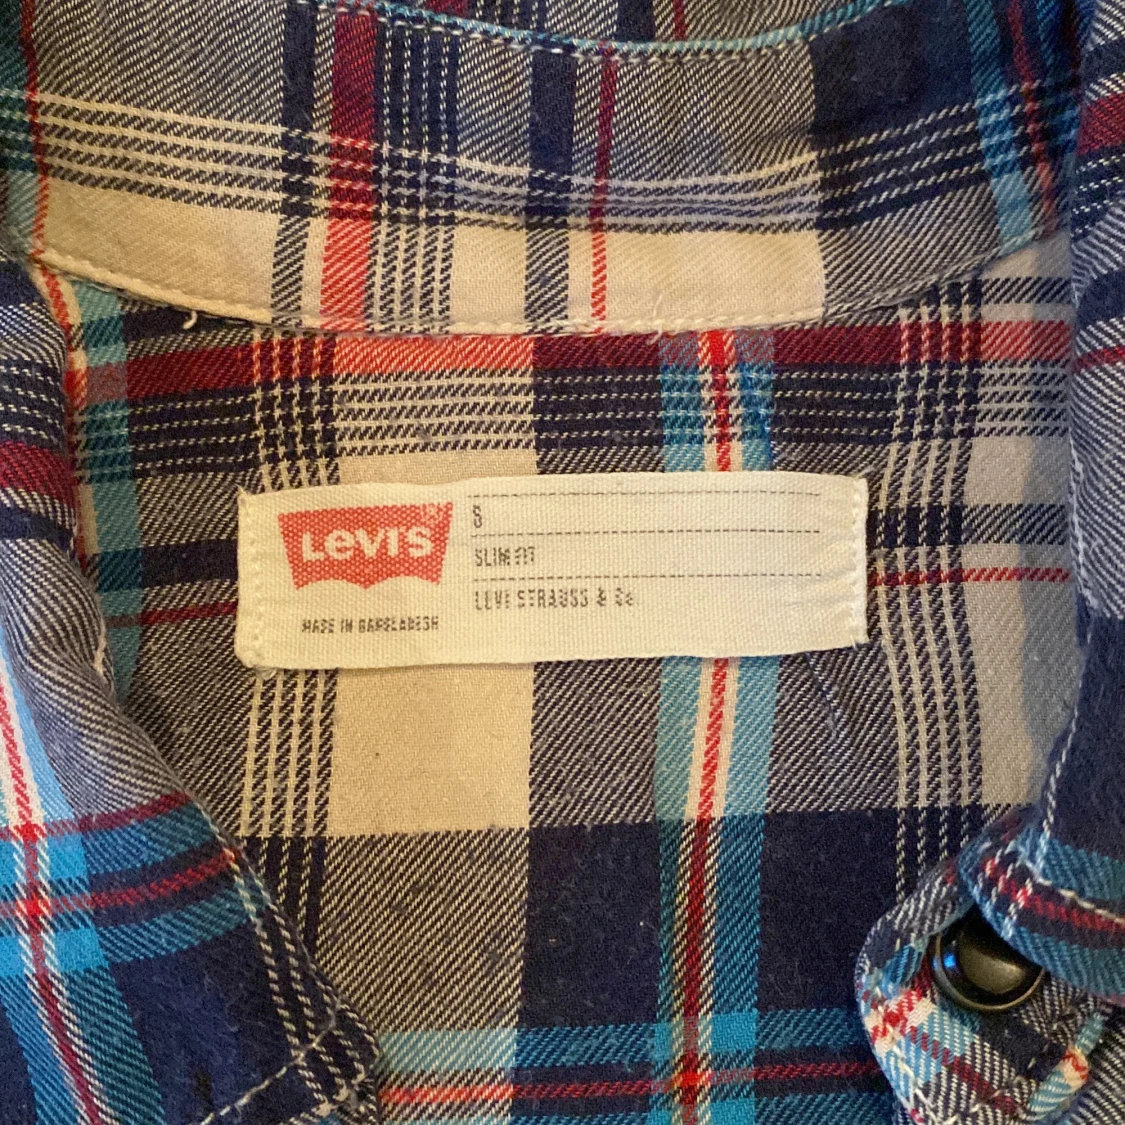 LEVI'S
S
SLIM FIT
LEVI STRAUSS & Co
MADE IN BANGLADESH